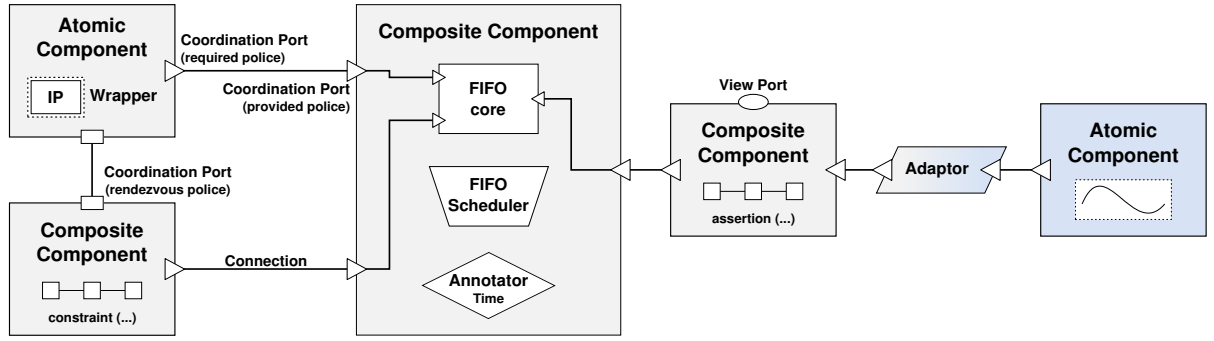 Atomic
Component
IP
Wrapper
Coordination Port
(required police)
Coordination Port
(provided police)
Coordination Port
(rendezvous police)
Composite
Component
constraint (...)
Connection
Composite Component
FIFO
core
FIFO
Scheduler
Annotator
Time
View Port
Composite
Component
assertion (...)
Adaptor
Atomic
Component